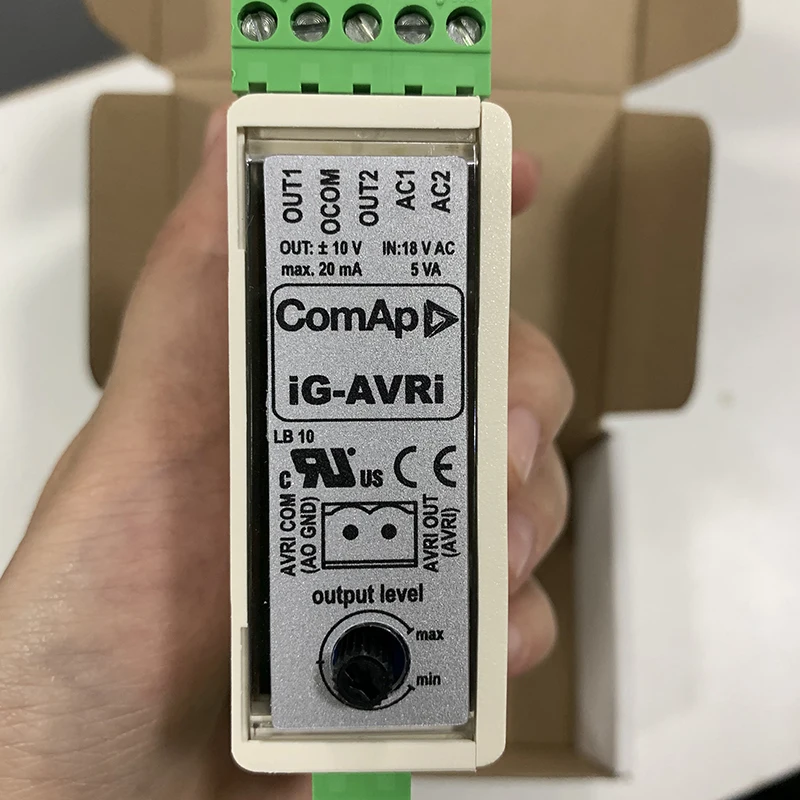 OUT1
OCOM
OUT2
AC1
AC2
OUT: ± 10 V IN:18 V AC
max. 20 mA 5 VA
ComAp
iG-AVRi
LB 10
C RU US CE
AVRI COM
(AO GND)
AVRI OUT
(AVRI)
output level
max
min